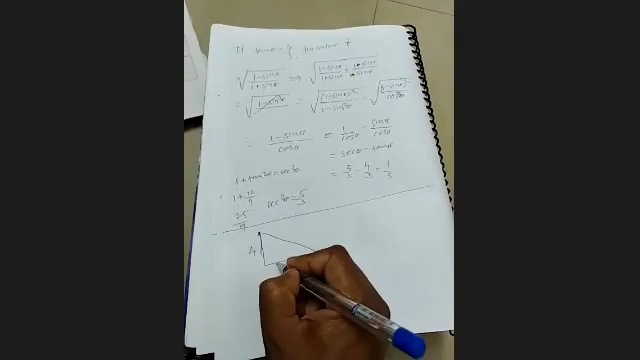 If tanθ = 4/3, the value of
√((1-sinθ)/(1+sinθ)) ⇒ √((1-sinθ)/(1+sinθ) + (1-sinθ)/(1-sinθ))
= √((1-sinθ)²/(1-sin²θ)) = √((1-sinθ)²/cos²θ)
= (1-sinθ)/cosθ = 1/cosθ - sinθ/cosθ
= secθ - tanθ
1+tan²θ = sec²θ = 5/3 - 4/3 = 1/3
1+16/9
25/9 sec²θ = 5/3
4